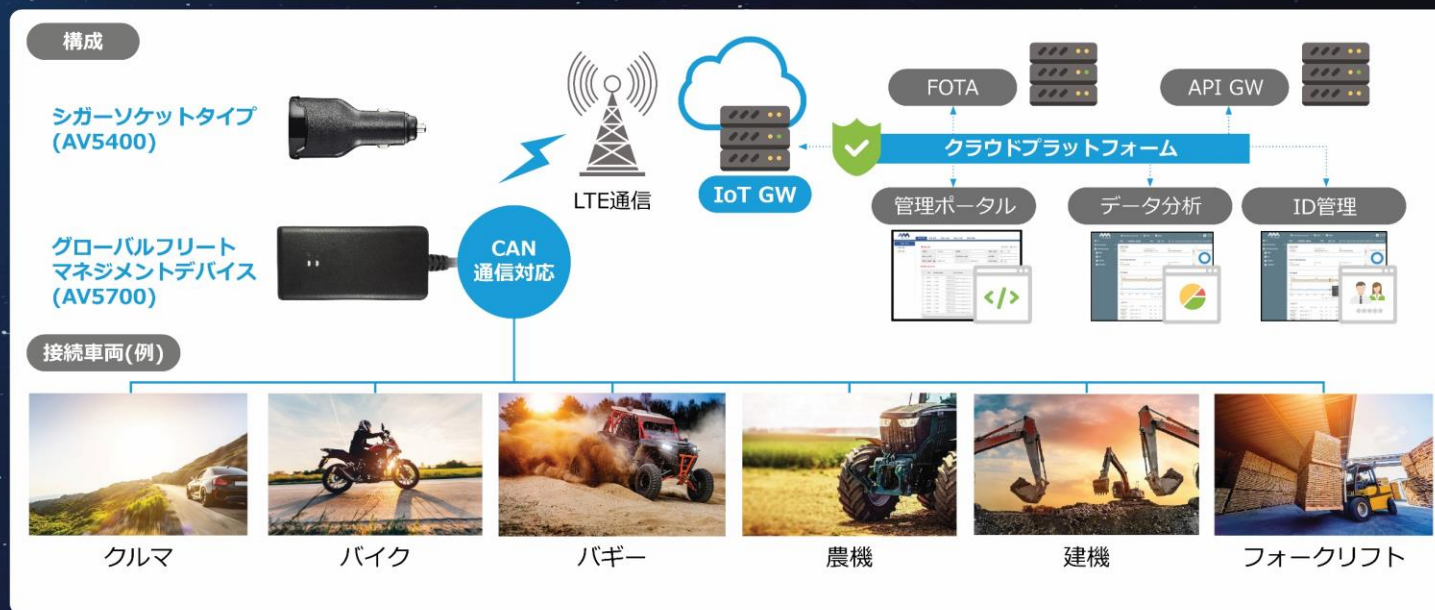 構成
シガーソケットタイプ
(AV5400)
グローバルフリート
マネジメントデバイス
(AV5700)
CAN
通信対応
LTE通信
IoT GW
FOTA
API GW
クラウドプラットフォーム
管理ポータル
データ分析
ID管理
</>
接続車両(例)
クルマ
バイク
バギー
農機
建機
フォークリフト